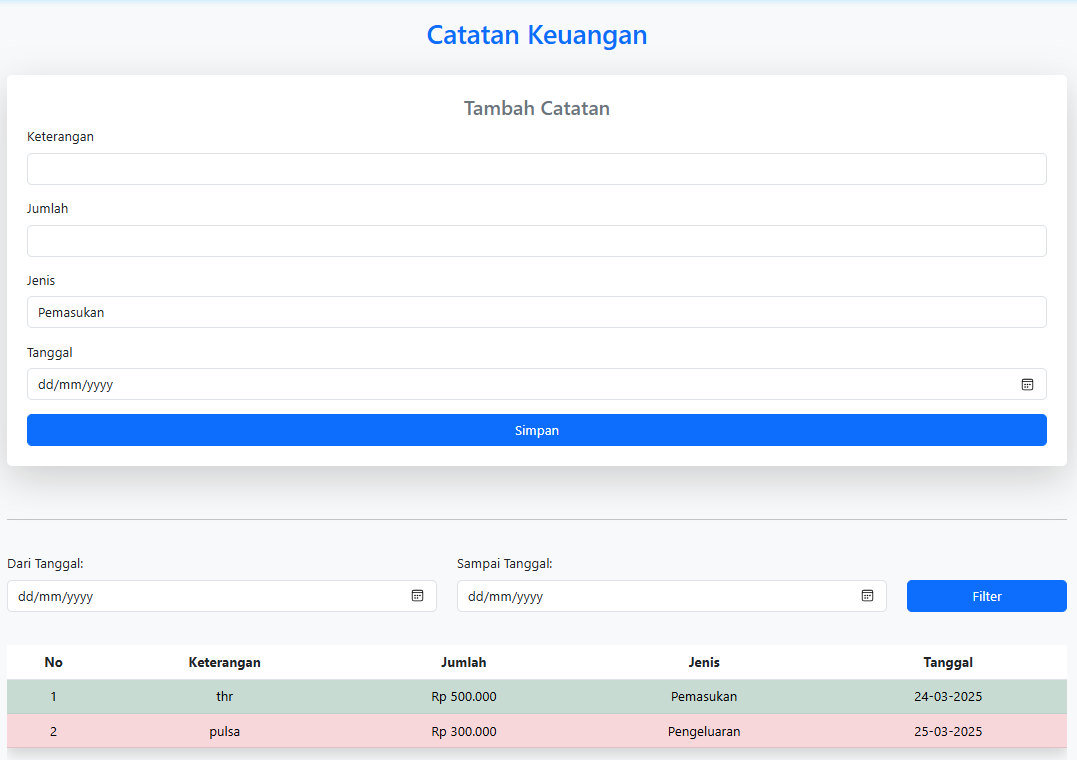 Catatan Keuangan
Tambah Catatan
Keterangan
Jumlah
Jenis
Pemasukan
Tanggal
dd/mm/yyyy
Simpan
Dari Tanggal: Sampai Tanggal:
dd/mm/yyyy dd/mm/yyyy Filter
No Keterangan Jumlah Jenis Tanggal
1 thr Rp 500.000 Pemasukan 24-03-2025
2 pulsa Rp 300.000 Pengeluaran 25-03-2025